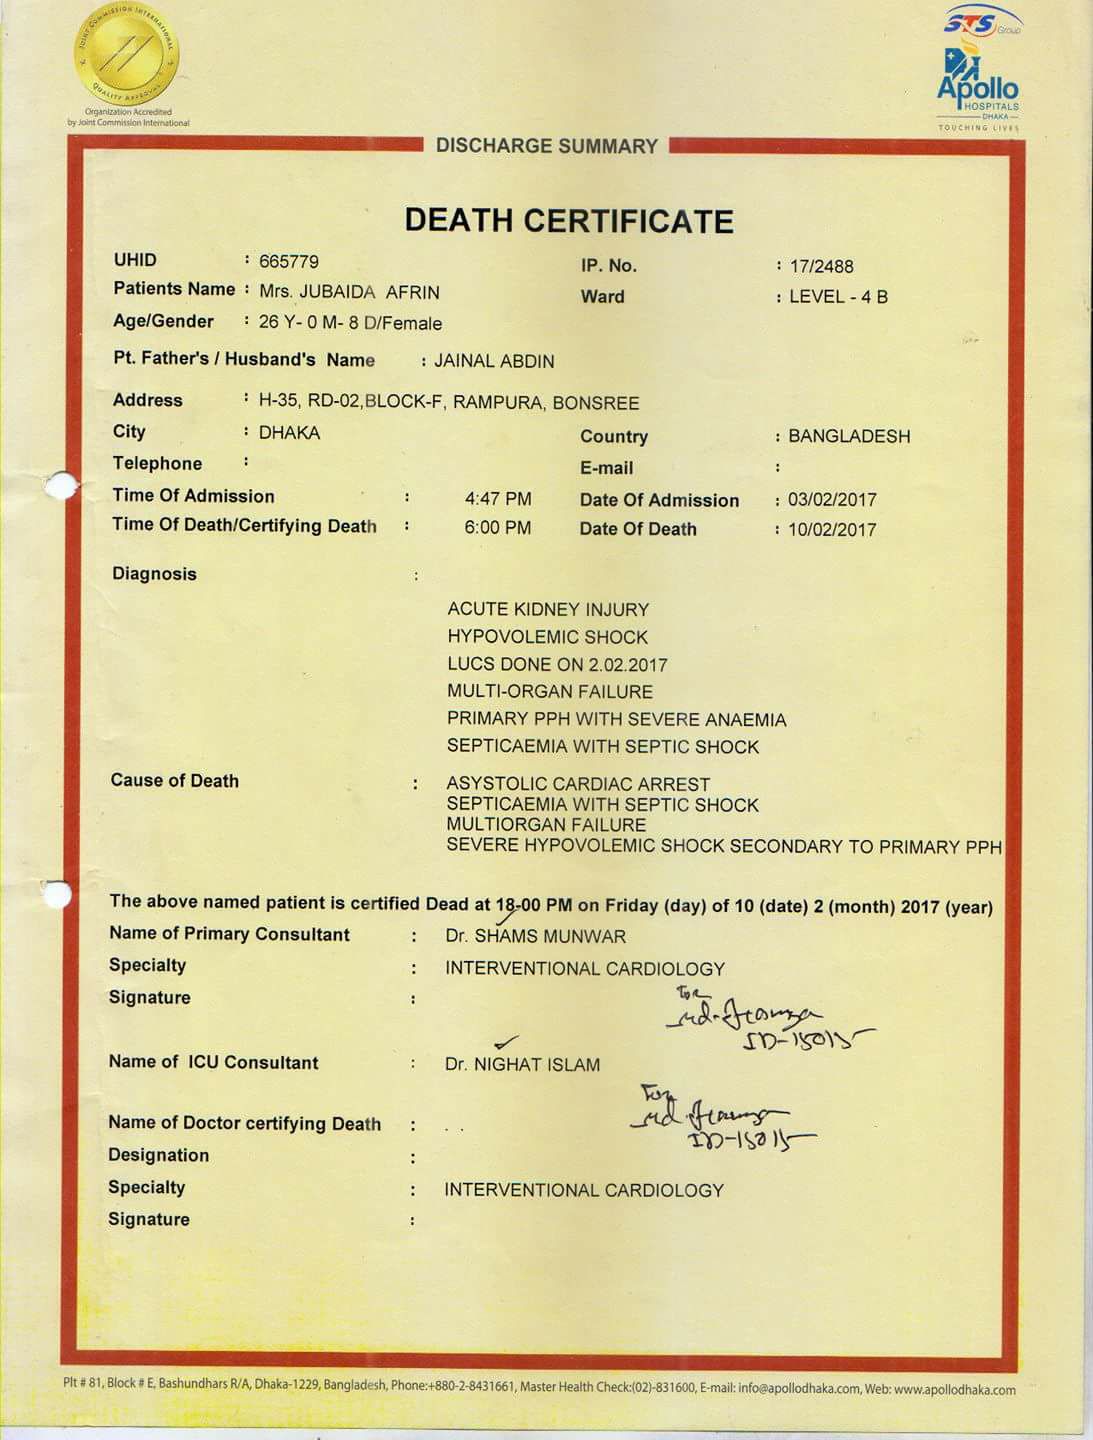 JOINT COMMISSION INTERNATIONAL
QUALITY APPROVAL
Organization Accredited
by Joint Commission International
STS Group
Apollo
HOSPITALS
DHAKA
TOUCHING LIVES
DISCHARGE SUMMARY
DEATH CERTIFICATE
UHID : 665779 IP. No. : 17/2488
Patients Name : Mrs. JUBAIDA AFRIN Ward : LEVEL - 4 B
Age/Gender : 26 Y- 0 M- 8 D/Female
Pt. Father's / Husband's Name : JAINAL ABDIN
Address : H-35, RD-02,BLOCK-F, RAMPURA, BONSREE
City : DHAKA Country : BANGLADESH
Telephone : E-mail :
Time Of Admission : 4:47 PM Date Of Admission : 03/02/2017
Time Of Death/Certifying Death : 6:00 PM Date Of Death : 10/02/2017
Diagnosis :
ACUTE KIDNEY INJURY
HYPOVOLEMIC SHOCK
LUCS DONE ON 2.02.2017
MULTI-ORGAN FAILURE
PRIMARY PPH WITH SEVERE ANAEMIA
SEPTICAEMIA WITH SEPTIC SHOCK
Cause of Death : ASYSTOLIC CARDIAC ARREST
SEPTICAEMIA WITH SEPTIC SHOCK
MULTIORGAN FAILURE
SEVERE HYPOVOLEMIC SHOCK SECONDARY TO PRIMARY PPH
The above named patient is certified Dead at 18-00 PM on Friday (day) of 10 (date) 2 (month) 2017 (year)
Name of Primary Consultant : Dr. SHAMS MUNWAR
Specialty : INTERVENTIONAL CARDIOLOGY
Signature :
For
ID-15015
Name of ICU Consultant : Dr. NIGHAT ISLAM
For
ID-15015
Name of Doctor certifying Death : . .
Designation :
Specialty : INTERVENTIONAL CARDIOLOGY
Signature :
Plt # 81, Block # E, Bashundhars R/A, Dhaka-1229, Bangladesh, Phone:+880-2-8431661, Master Health Check:(02)-831600, E-mail: info@apollodhaka.com, Web: www.apollodhaka.com